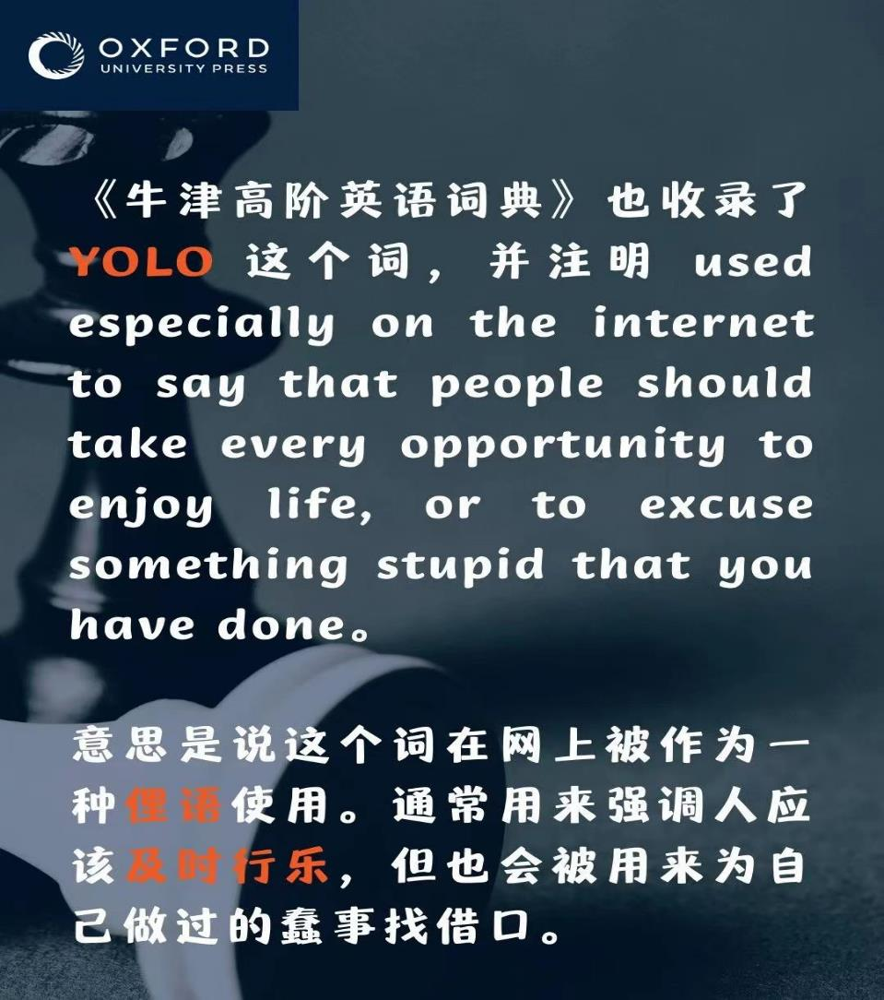 OXFORD
UNIVERSITY PRESS
《牛津高阶英语词典》也收录了
YOLO 这个词，并注明 used
especially on the internet
to say that people should
take every opportunity to
enjoy life, or to excuse
something stupid that you
have done。
意思是说这个词在网上被作为一
种俚语使用。通常用来强调人应
该及时行乐，但也会被用来为自
己做过的蠢事找借口。